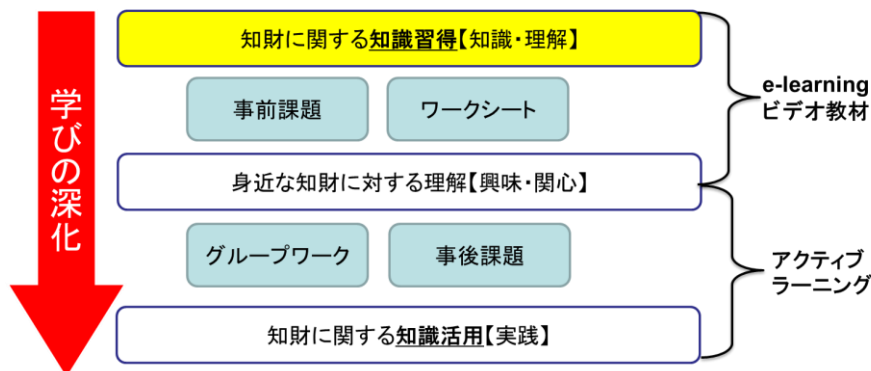 学びの深化
知財に関する知識習得【知識・理解】
事前課題
ワークシート
身近な知財に対する理解【興味・関心】
グループワーク
事後課題
知財に関する知識活用【実践】
e-learning
ビデオ教材
アクティブ
ラーニング